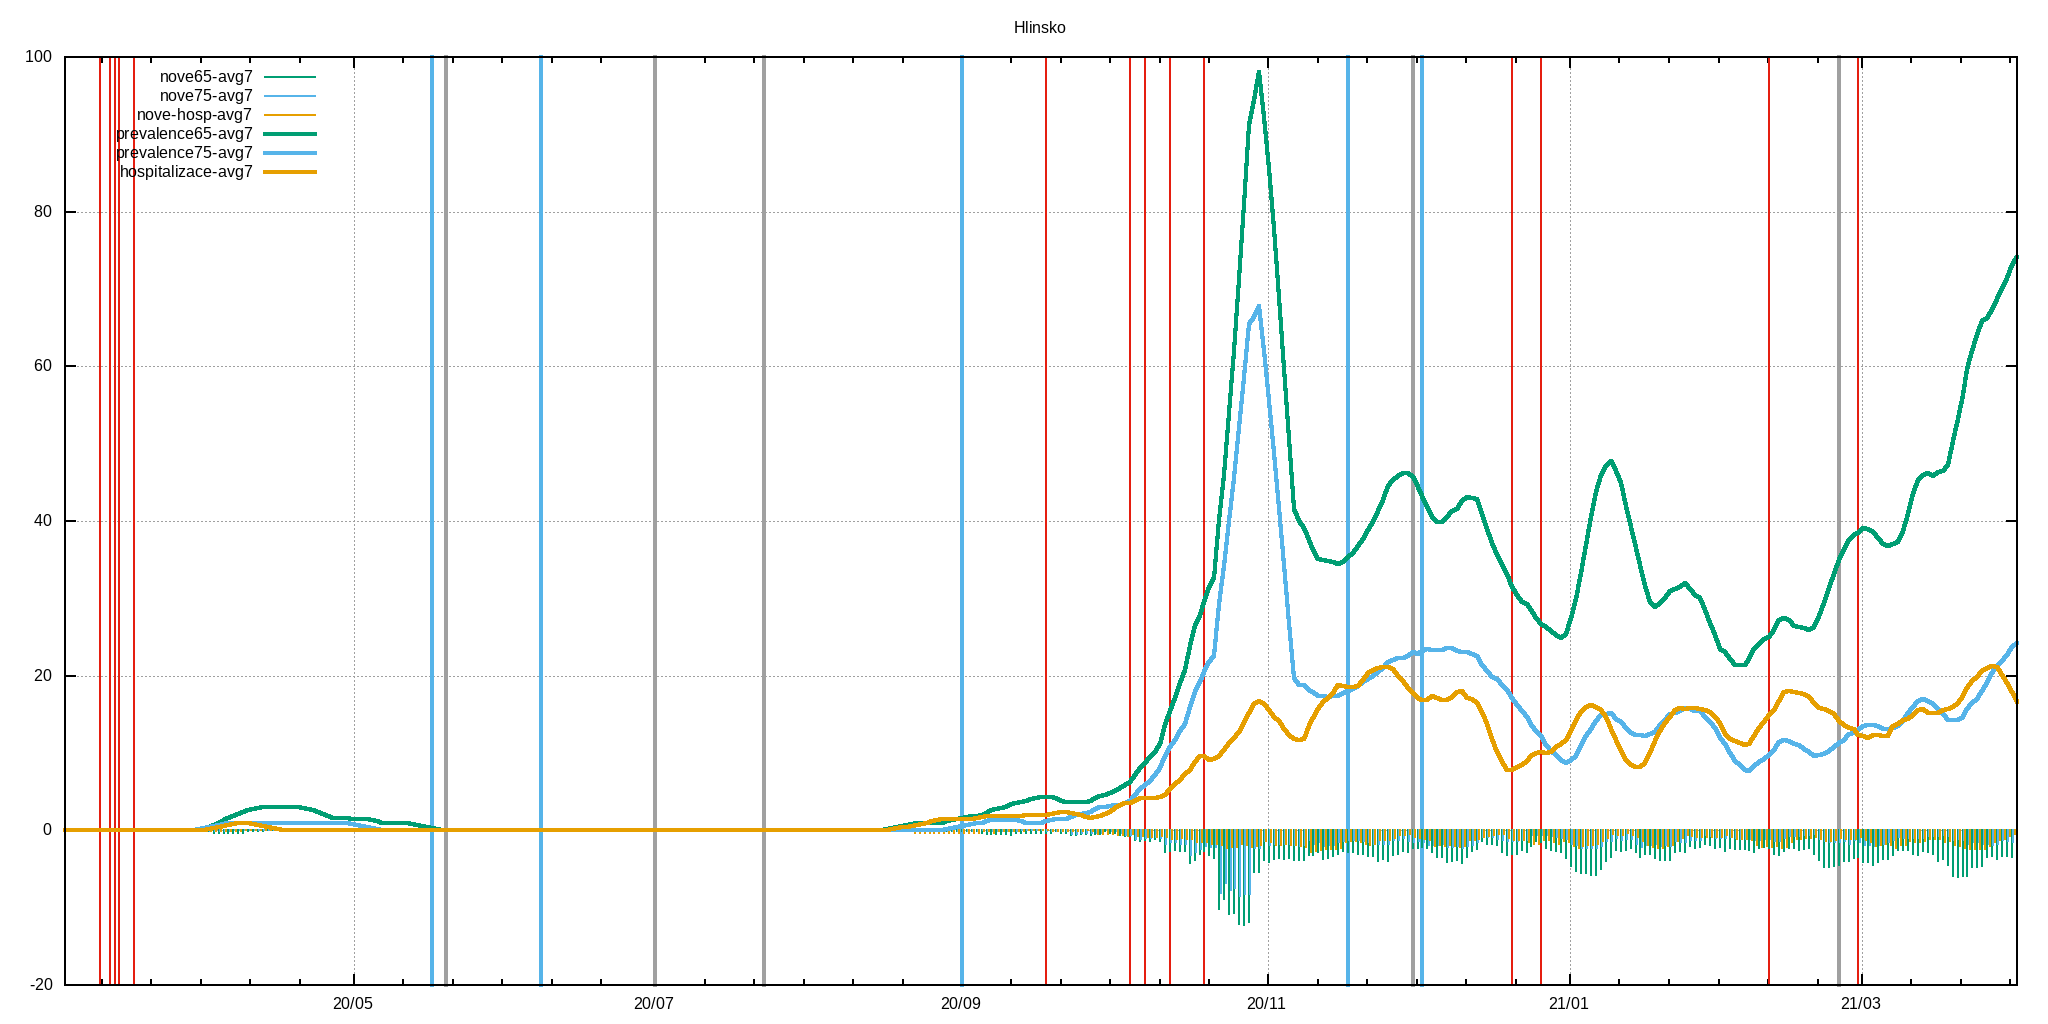 Hlinsko
100
80
60
40
20
0
-20
nove65-avg7
nove75-avg7
nove-hosp-avg7
prevalence65-avg7
prevalence75-avg7
hospitalizace-avg7
20/05 20/07 20/09 20/11 21/01 21/03